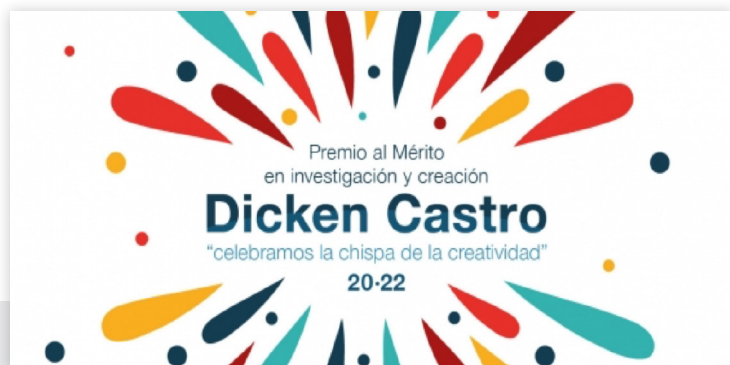 Premio al Mérito
en investigación y creación
Dicken Castro
“celebramos la chispa de la creatividad”
20·22